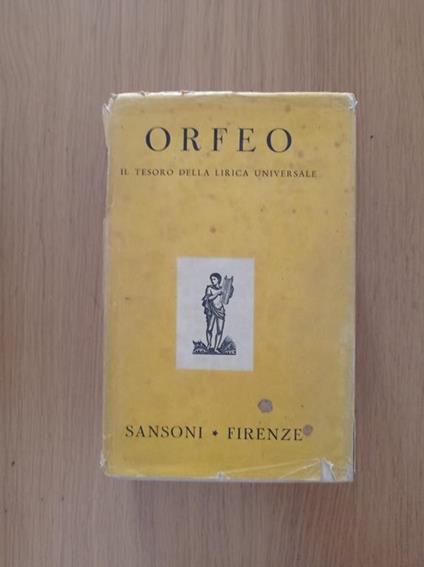 ORFEO
IL TESORO DELLA LIRICA UNIVERSALE
SANSONI * FIRENZE